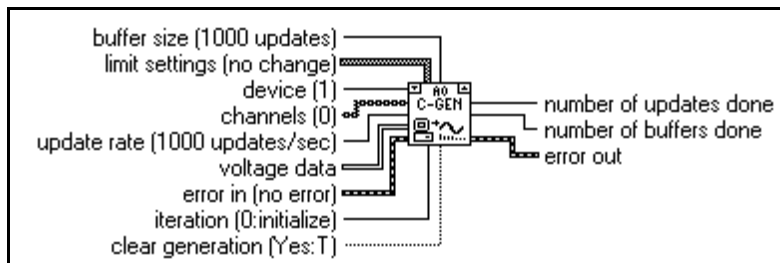 buffer size (1000 updates)
limit settings (no change)
device (1)
channels (0)
update rate (1000 updates/sec)
voltage data
error in (no error)
iteration (0:initialize)
clear generation (Yes:T)
AO
C-GEN
number of updates done
number of buffers done
error out